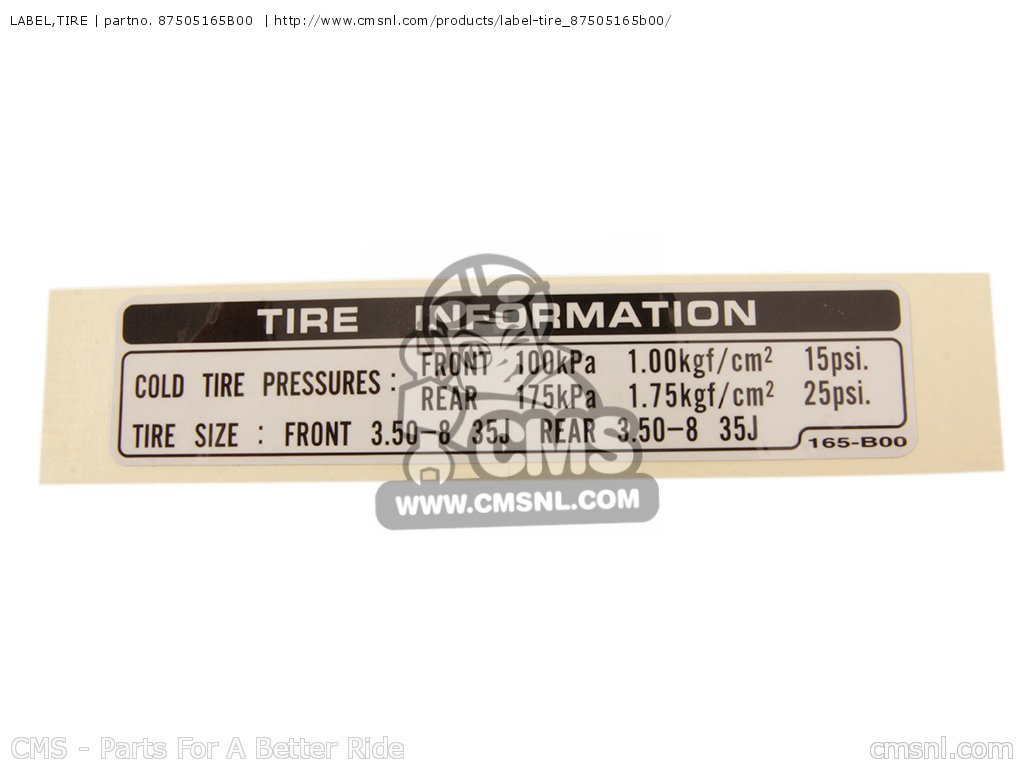 LABEL,TIRE | partno. 87505165B00 | http://www.cmsnl.com/products/label-tire_87505165b00/
TIRE INFORMATION
COLD TIRE PRESSURES : FRONT 100kPa 1.00kgf/cm² 15psi.
REAR 175kPa 1.75kgf/cm² 25psi.
TIRE SIZE : FRONT 3.50-8 35J REAR 3.50-8 35J
165-B00
CMS
WWW.CMSNL.COM
CMS - Parts For A Better Ride
cmsnl.com